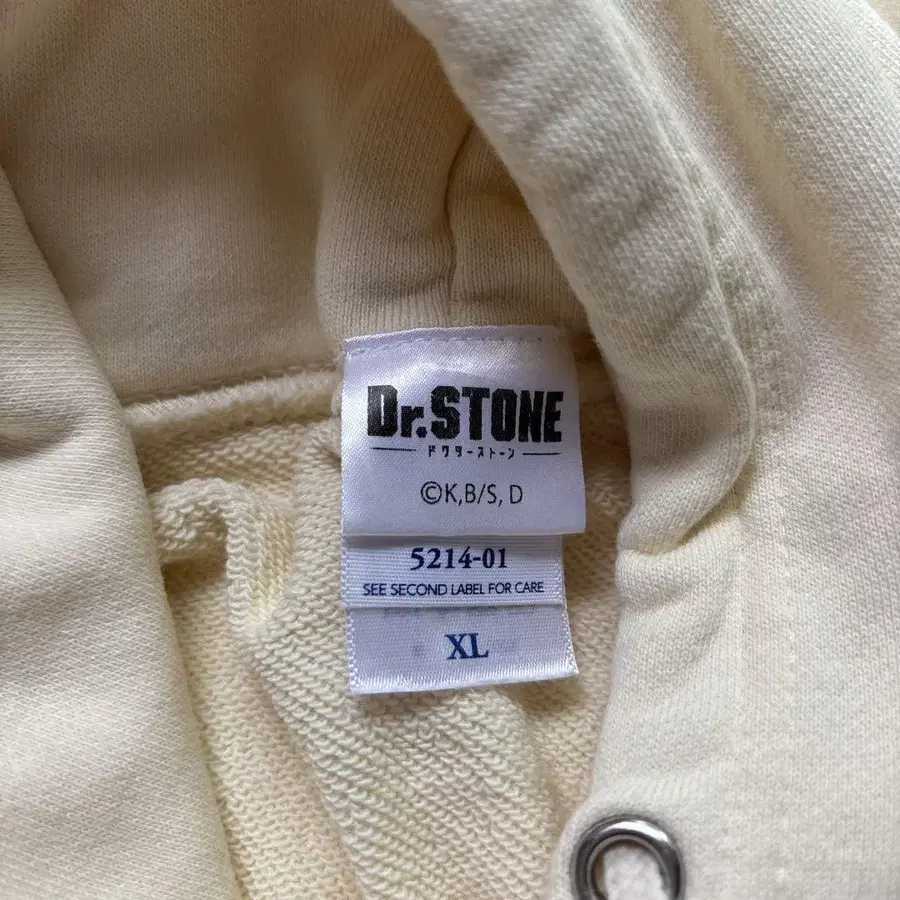 Dr.STONE
ドクターストーン
©K,B/S, D
5214-01
SEE SECOND LABEL FOR CARE
XL